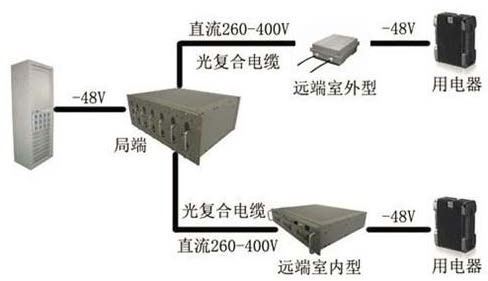 直流260-400V
-48V
光复合电缆
远端室外型
用电器
-48V
局端
光复合电缆
直流260-400V
-48V
远端室内型
用电器